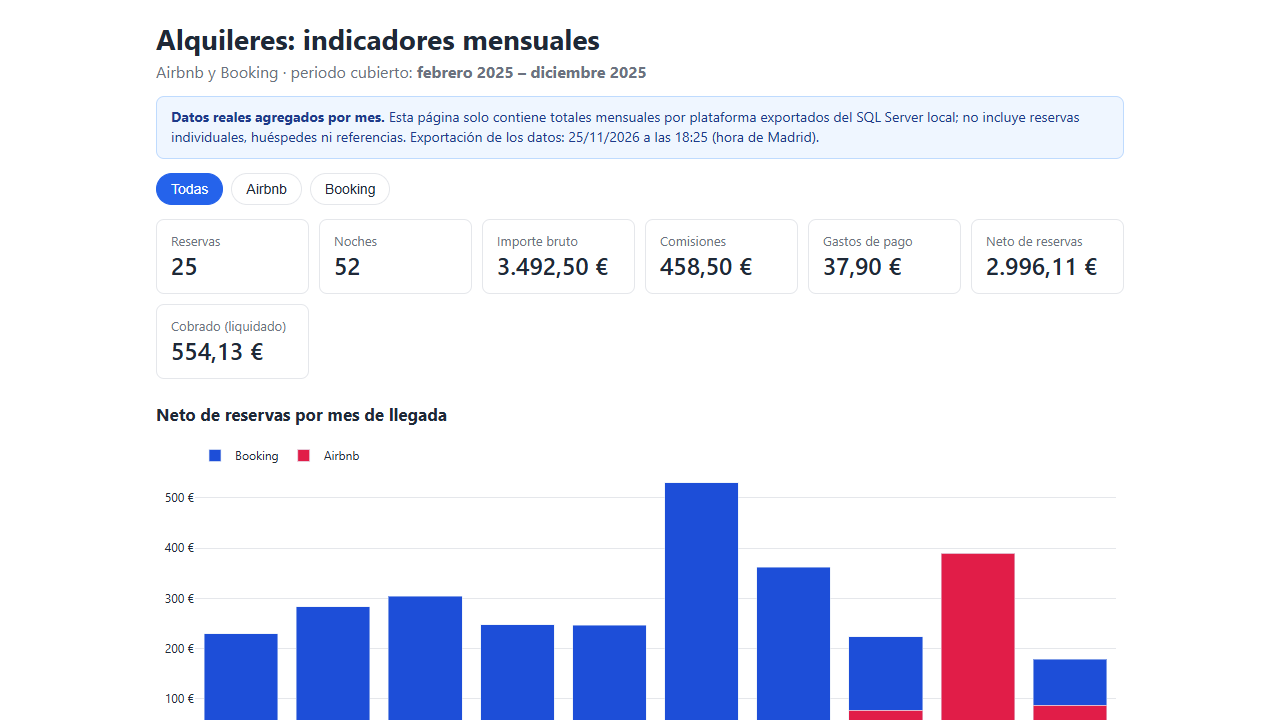 Alquileres: indicadores mensuales
Airbnb y Booking · periodo cubierto: febrero 2025 – diciembre 2025
Datos reales agregados por mes. Esta página solo contiene totales mensuales por plataforma exportados del SQL Server local; no incluye reservas
individuales, huéspedes ni referencias. Exportación de los datos: 25/11/2026 a las 18:25 (hora de Madrid).
Todas
Airbnb
Booking
Reservas
25
Noches
52
Importe bruto
3.492,50 €
Comisiones
458,50 €
Gastos de pago
37,90 €
Neto de reservas
2.996,11 €
Cobrado (liquidado)
554,13 €
Neto de reservas por mes de llegada
Booking
Airbnb
500 €
400 €
300 €
200 €
100 €